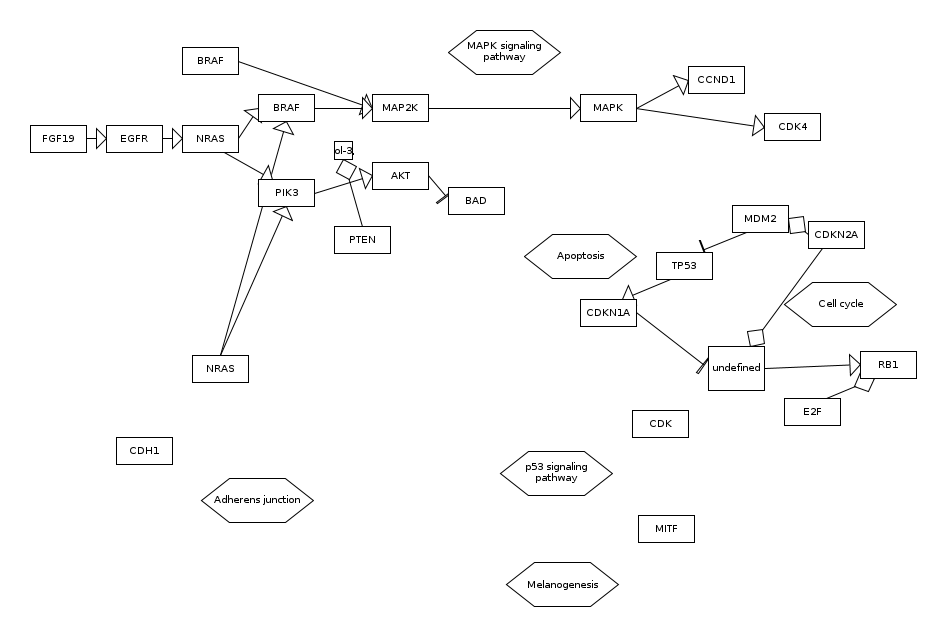 MAPK signaling
pathway
BRAF
CCND1
BRAF
MAP2K
MAPK
CDK4
FGF19
EGFR
NRAS
ol-3,
AKT
PIK3
BAD
MDM2
CDKN2A
PTEN
Apoptosis
TP53
Cell cycle
CDKN1A
NRAS
undefined
RB1
E2F
CDK
CDH1
p53 signaling
pathway
Adherens junction
MITF
Melanogenesis